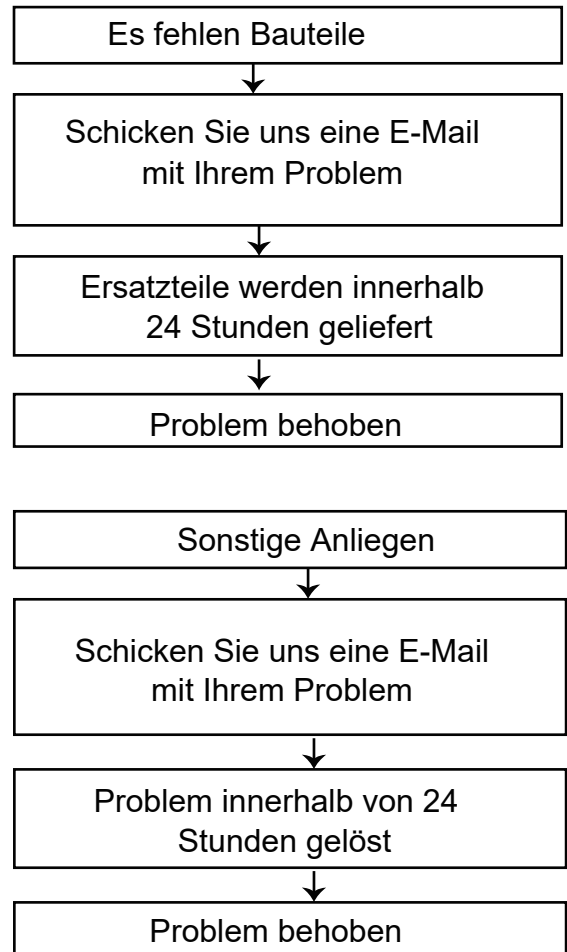 Es fehlen Bauteile
Schicken Sie uns eine E-Mail
mit Ihrem Problem
Ersatzteile werden innerhalb
24 Stunden geliefert
Problem behoben
Sonstige Anliegen
Schicken Sie uns eine E-Mail
mit Ihrem Problem
Problem innerhalb von 24
Stunden gelöst
Problem behoben